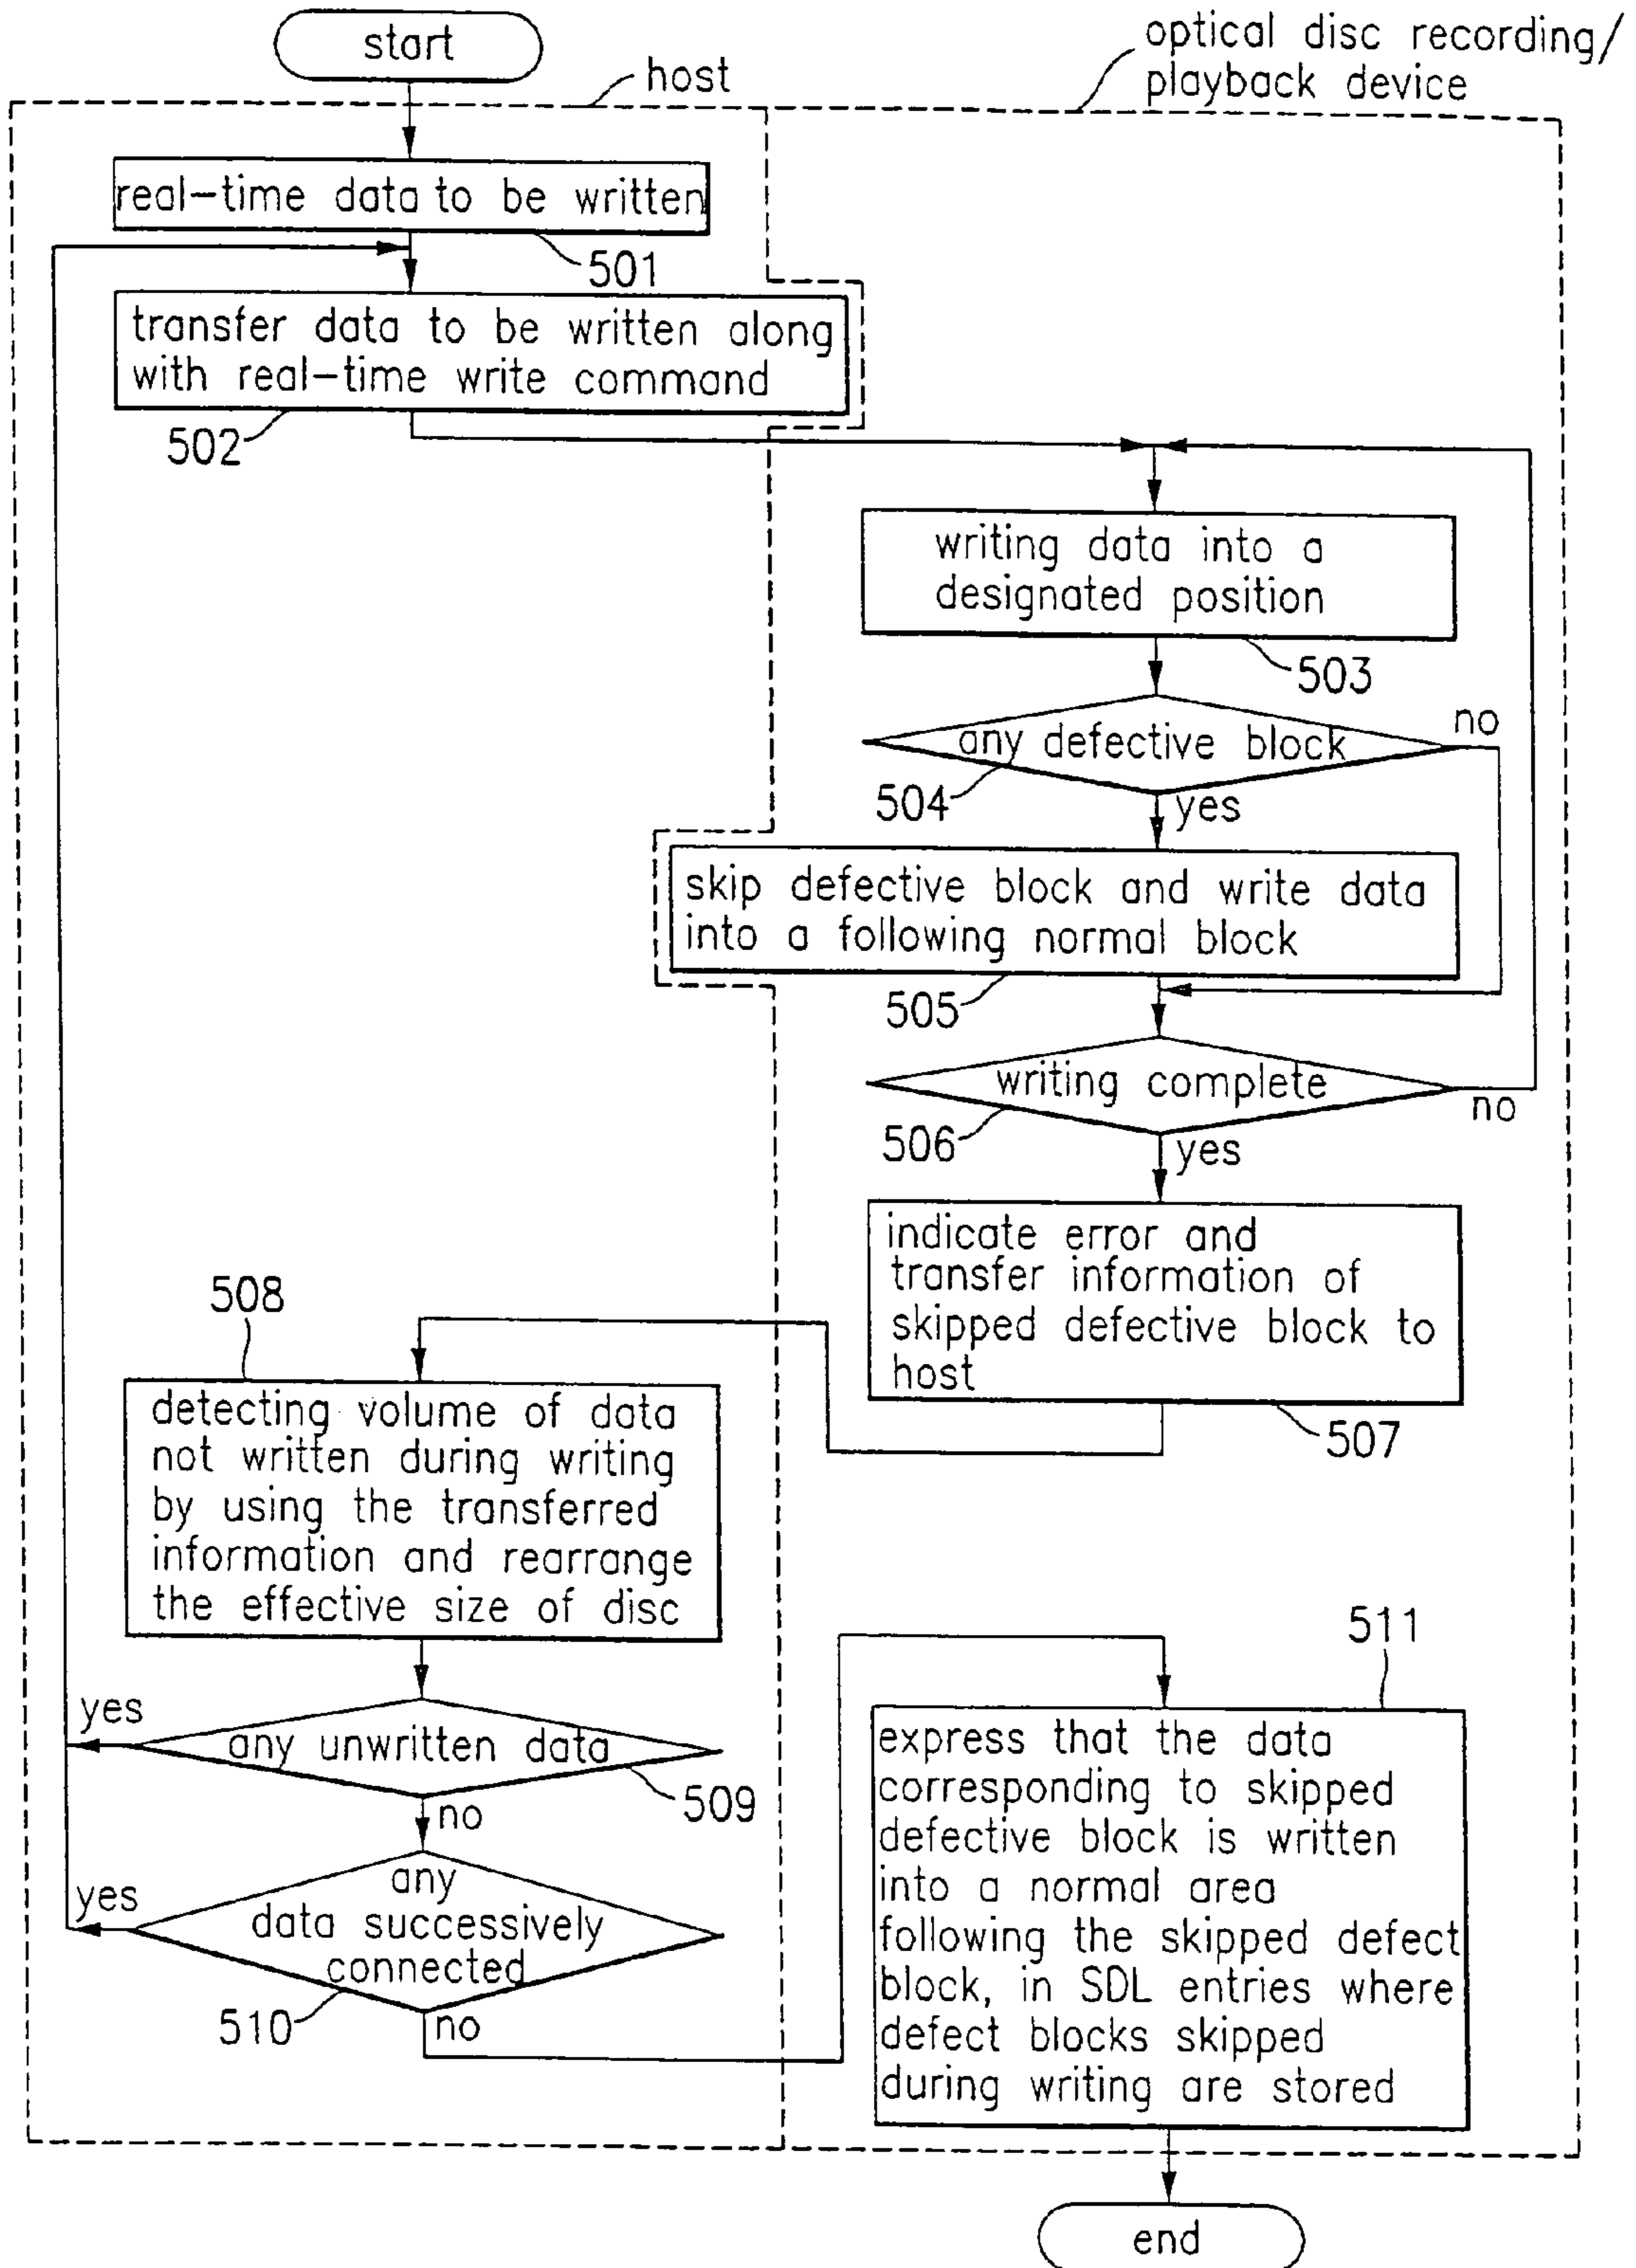 start
host
optical disc recording/
playback device
real-time data to be written
501
transfer data to be written along
with real-time write command
502
writing data into a
designated position
503
any defective block
no
504
yes
skip defective block and write data
into a following normal block
505
writing complete
no
506
yes
indicate error and
transfer information of
skipped defective block to
host
507
508
detecting volume of data
not written during writing
by using the transferred
information and rearrange
the effective size of disc
yes
any unwritten data
509
no
yes
any
data successively
connected
510
no
511
express that the data
corresponding to skipped
defective block is written
into a normal area
following the skipped defect
block, in SDL entries where
defect blocks skipped
during writing are stored
end